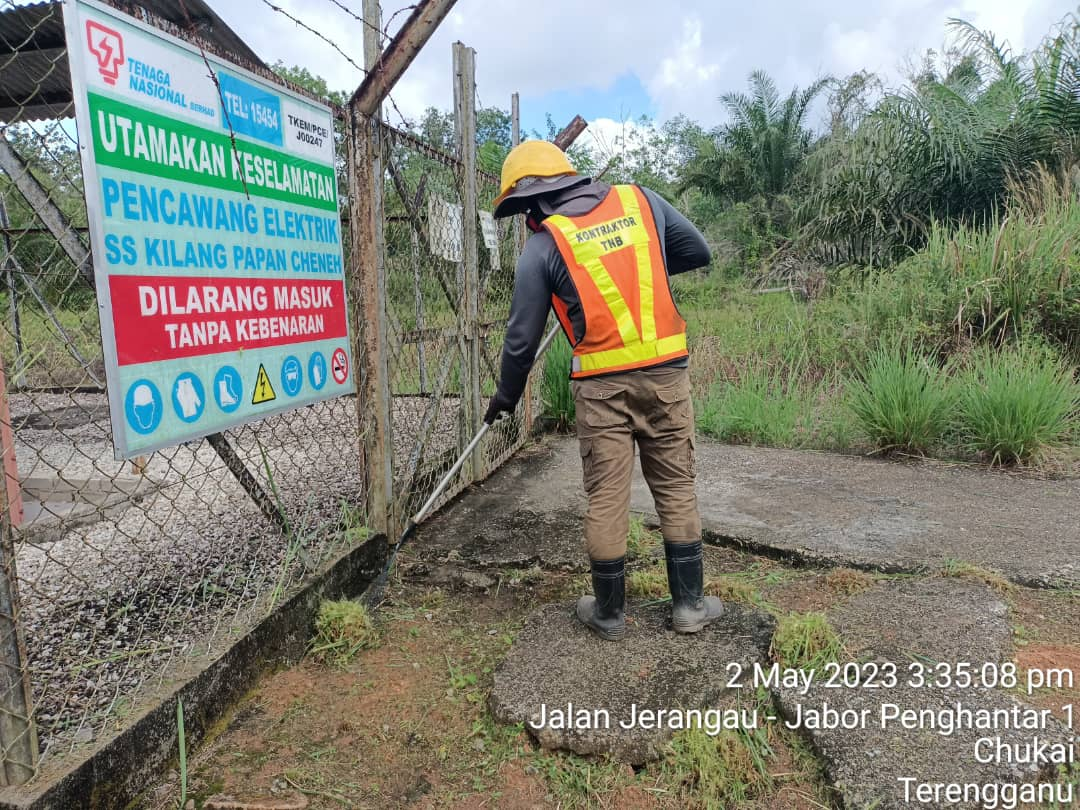 TENAGA
NASIONAL BERHAD
TEL: 15454
TKEM/PCE/
J00247
UTAMAKAN KESELAMATAN
PENCAWANG ELEKTRIK
SS KILANG PAPAN CHENEH
DILARANG MASUK
TANPA KEBENARAN
KONTRAKTOR
TNB
2 May 2023 3:35:08 pm
Jalan Jerangau - Jabor Penghantar 1
Chukai
Terengganu